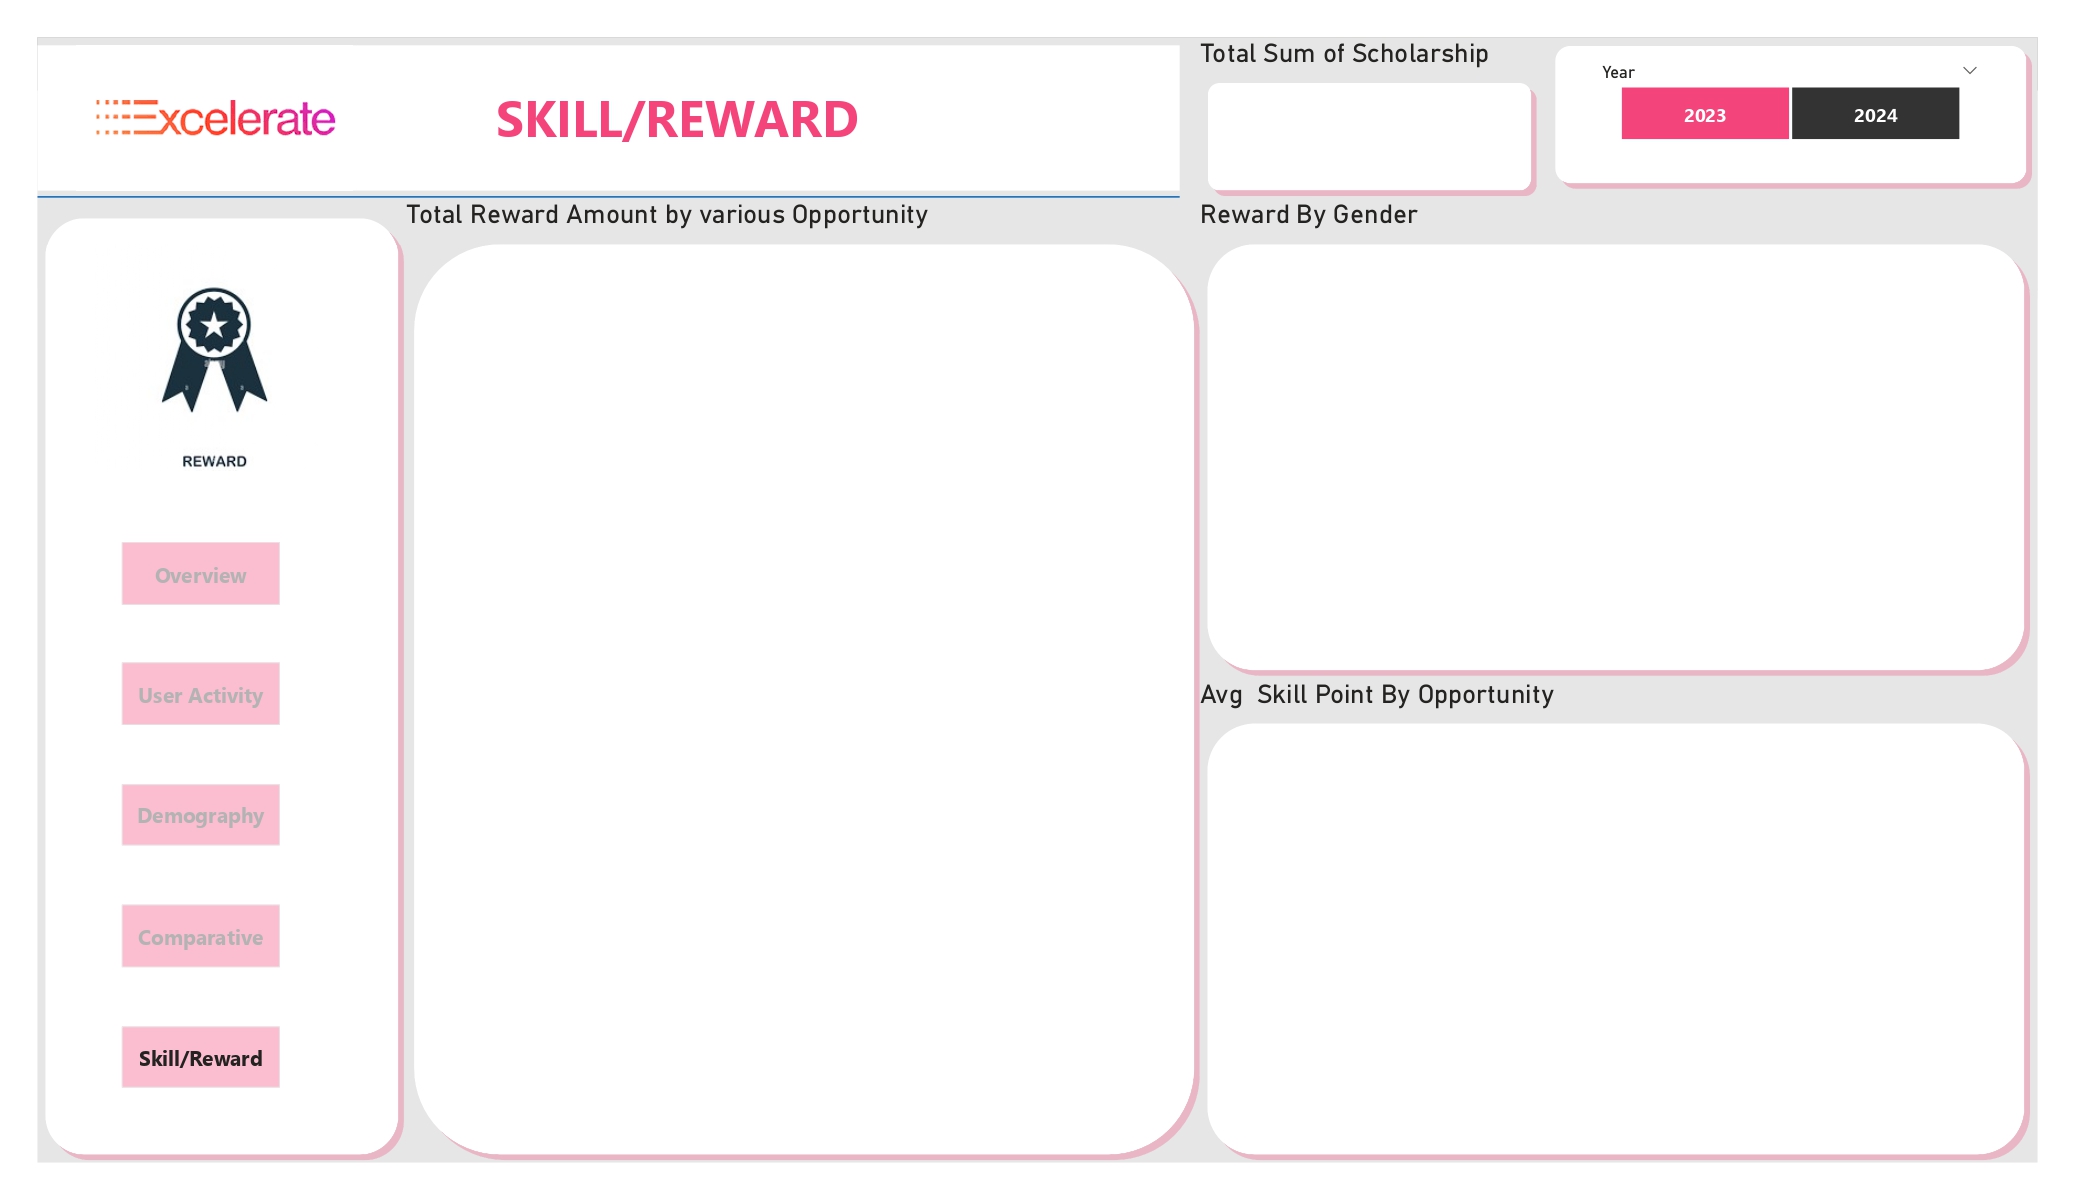 Excelerate
SKILL/REWARD
Total Sum of Scholarship
Year
2023
2024
Total Reward Amount by various Opportunity
Reward By Gender
REWARD
Overview
User Activity
Avg  Skill Point By Opportunity
Demography
Comparative
Skill/Reward